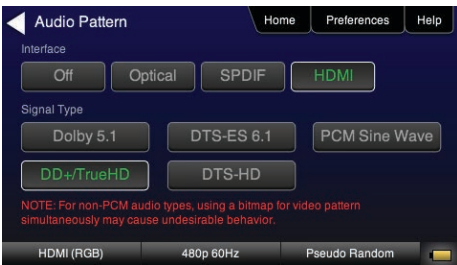 Audio Pattern Home Preferences Help
Interface
Off Optical SPDIF HDMI
Signal Type
Dolby 5.1 DTS-ES 6.1 PCM Sine Wave
DD+/TrueHD DTS-HD
NOTE: For non-PCM audio types, using a bitmap for video pattern
simultaneously may cause undesirable behavior.
HDMI (RGB) 480p 60Hz Pseudo Random